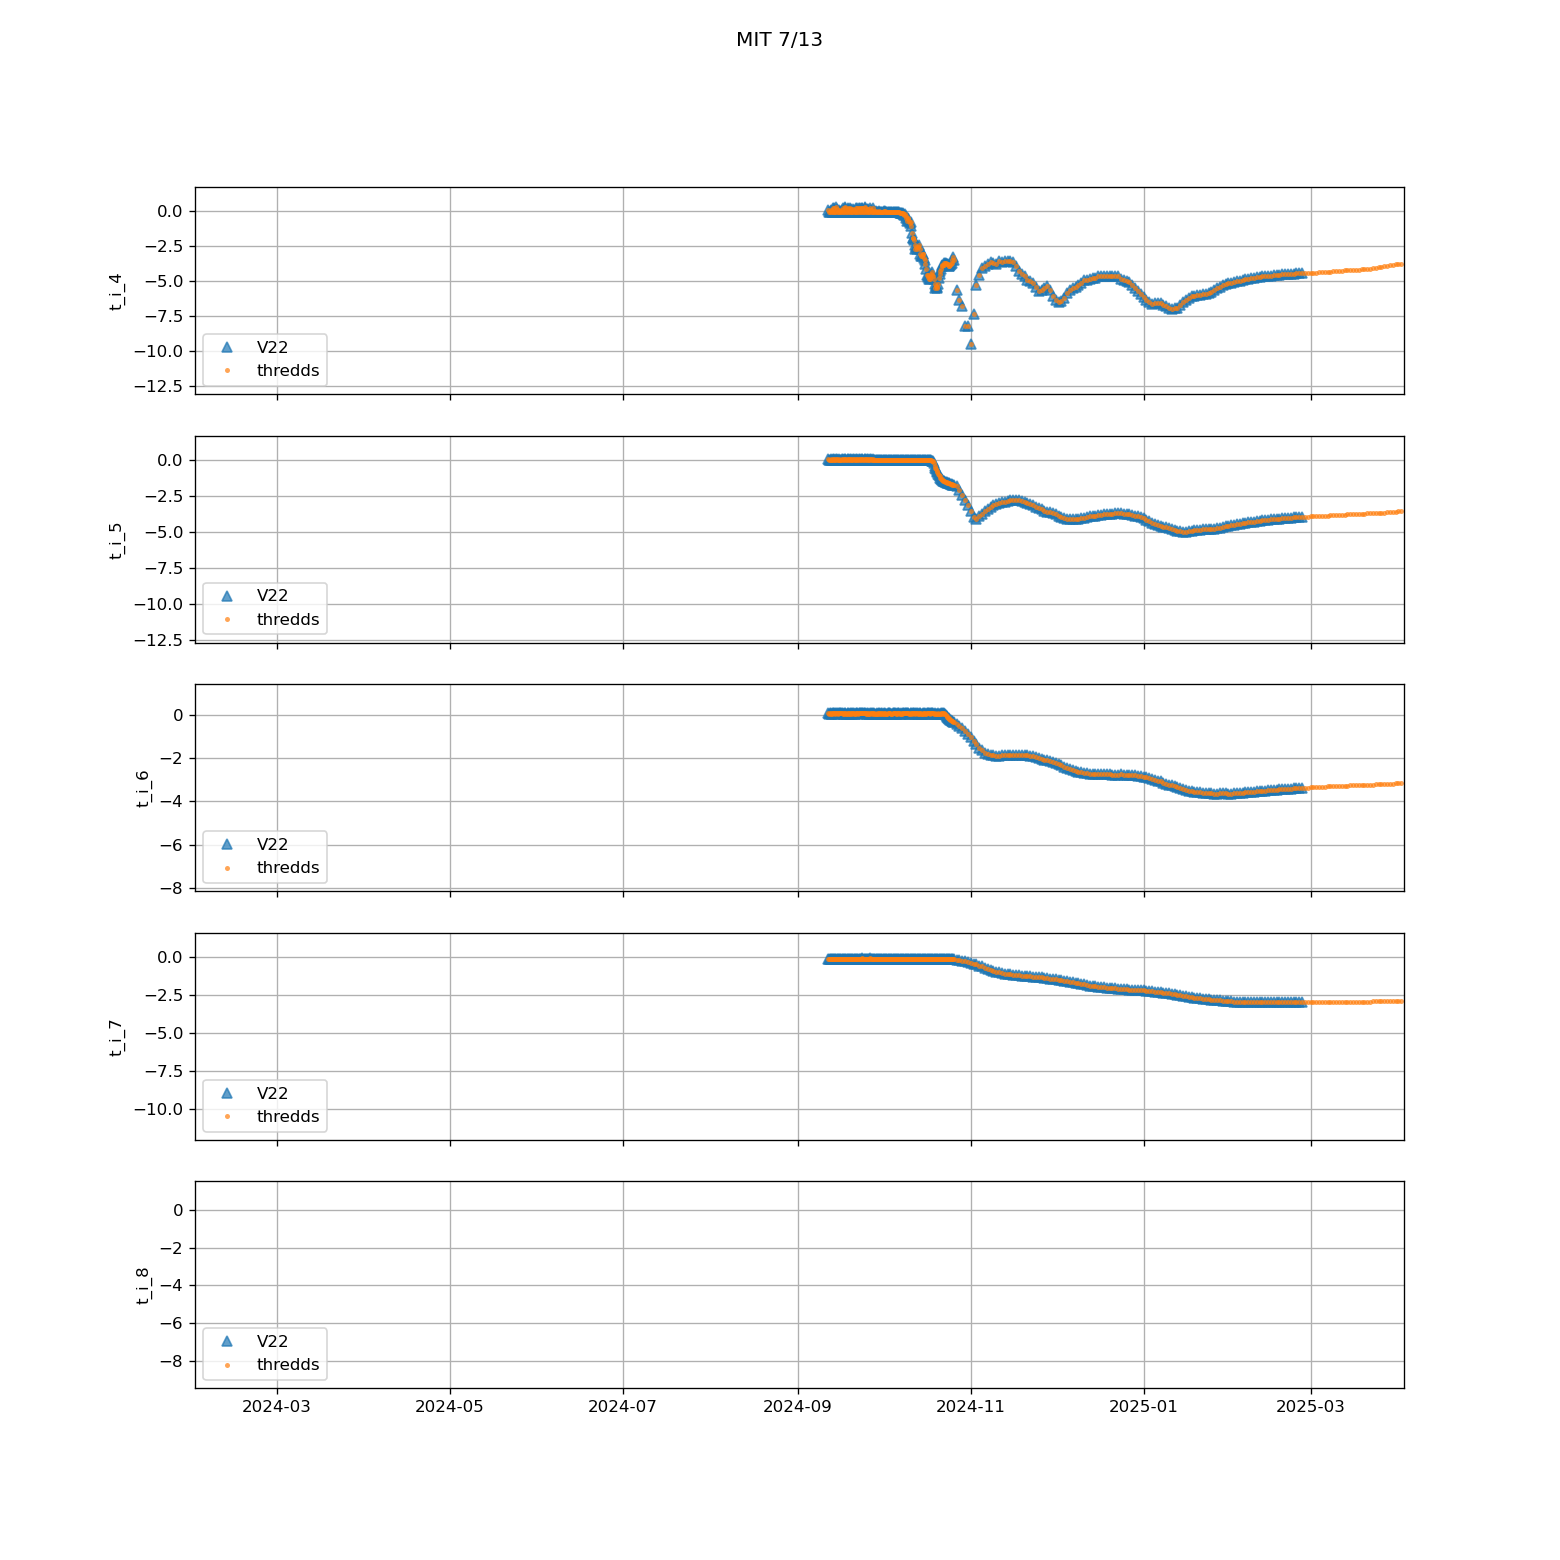 MIT 7/13
0.0
−2.5
−5.0
−7.5
−10.0
−12.5
t_i_4
V22
thredds
0.0
−2.5
−5.0
−7.5
−10.0
−12.5
t_i_5
V22
thredds
0
−2
−4
−6
−8
t_i_6
V22
thredds
0.0
−2.5
−5.0
−7.5
−10.0
t_i_7
V22
thredds
0
−2
−4
−6
−8
t_i_8
V22
thredds
2024-03 2024-05 2024-07 2024-09 2024-11 2025-01 2025-03